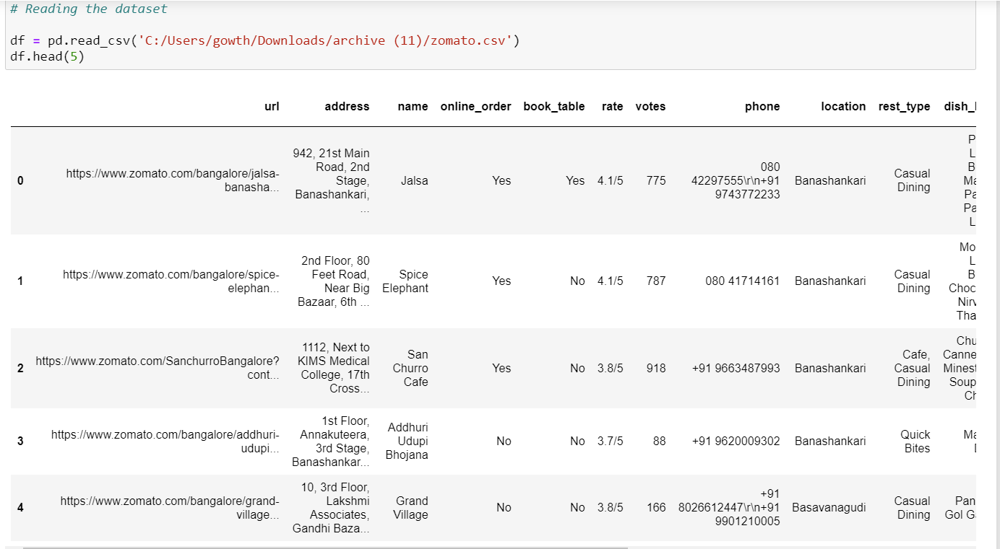 # Reading the dataset
df = pd.read_csv('C:/Users/gowth/Downloads/archive (11)/zomato.csv')
df.head(5)
url address name online_order book_table rate votes phone location rest_type
0
https://www.zomato.com/bangalore/jalsa-
banasha...
942, 21st Main
Road, 2nd
Stage,
Banashankari,
...
Jalsa
Yes
Yes
4.1/5
775
080
42297555\r\n+91
9743772233
Banashankari
Casual
Dining
1
https://www.zomato.com/bangalore/spice-
elephan...
2nd Floor, 80
Feet Road,
Near Big
Bazaar, 6th ...
Spice
Elephant
Yes
No
4.1/5
787
080 41714161
Banashankari
Casual
Dining
2
https://www.zomato.com/SanchurroBangalore?
cont...
1112, Next to
KIMS Medical
College, 17th
Cross...
San
Churro
Cafe
Yes
No
3.8/5
918
+91 9663487993
Banashankari
Cafe,
Casual
Dining
3
https://www.zomato.com/bangalore/addhuri-
udupi...
1st Floor,
Annakuteera,
3rd Stage,
Banashankar...
Addhuri
Udupi
Bhojana
No
No
3.7/5
88
+91 9620009302
Banashankari
Quick
Bites
4
https://www.zomato.com/bangalore/grand-
village...
10, 3rd Floor,
Lakshmi
Associates,
Gandhi Baza...
Grand
Village
No
No
3.8/5
166
+91
8026612447\r\n+91
9901210005
Basavanagudi
Casual
Dining